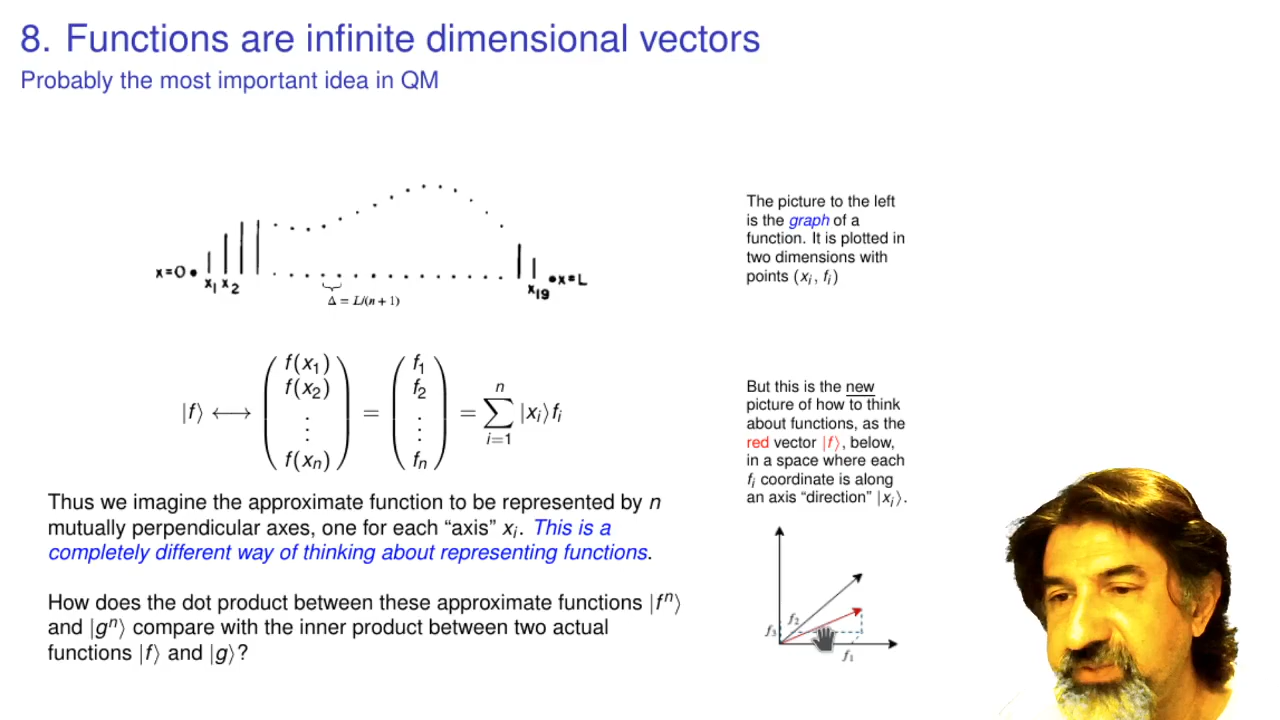 8. Functions are infinite dimensional vectors
Probably the most important idea in QM
x=0
x₁ x₂
Δ = L/(n + 1)
x₁₉
x=L
The picture to the left
is the graph of a
function. It is plotted in
two dimensions with
points (xᵢ, fᵢ)
|f⟩ ⟷ ( f(x₁) f(x₂) ⋮ f(xₙ) ) = ( f₁ f₂ ⋮ fₙ ) = ∑ⁿᵢ₌₁ |xᵢ⟩fᵢ
But this is the new
picture of how to think
about functions, as the
red vector |f⟩, below,
in a space where each
fᵢ coordinate is along
an axis “direction” |xᵢ⟩.
Thus we imagine the approximate function to be represented by n
mutually perpendicular axes, one for each “axis” xᵢ. This is a
completely different way of thinking about representing functions.
How does the dot product between these approximate functions |fⁿ⟩
and |gⁿ⟩ compare with the inner product between two actual
functions |f⟩ and |g⟩?
f₂
f₃
f₁